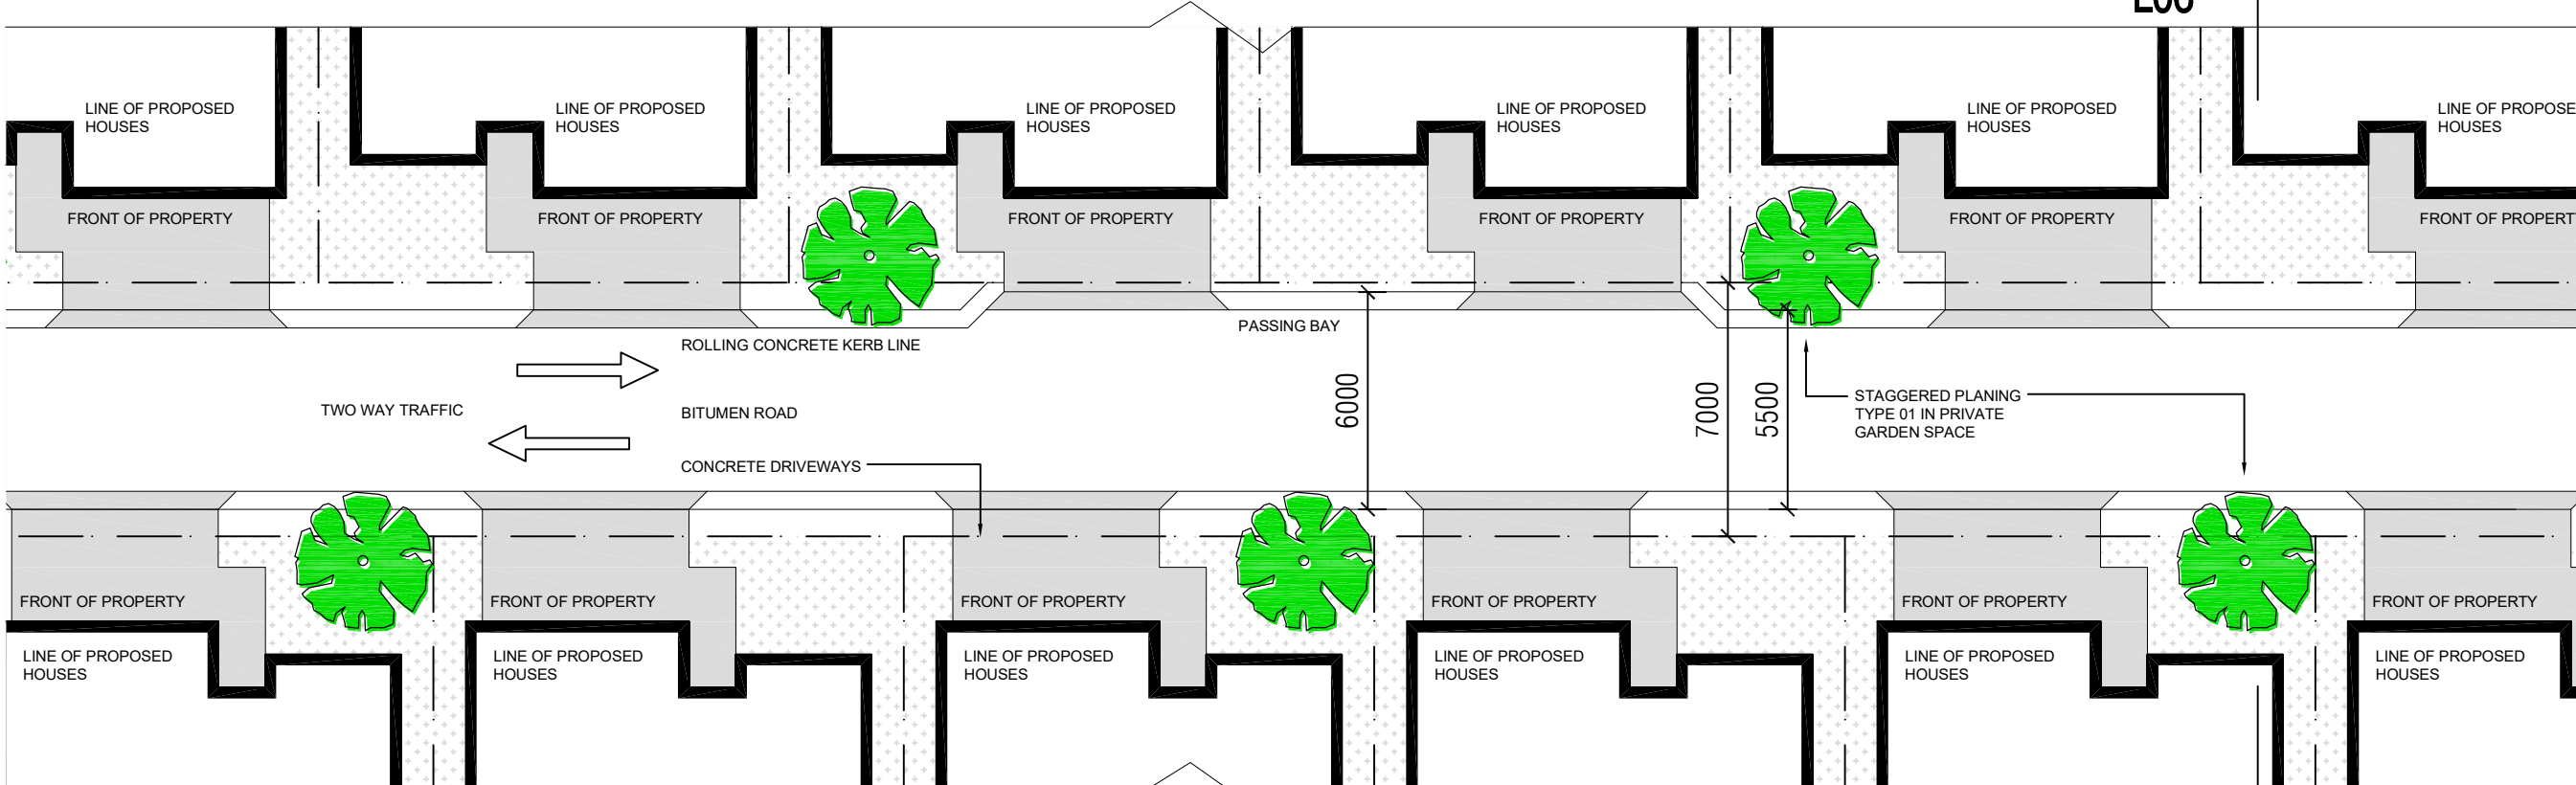 LINE OF PROPOSED
HOUSES
LINE OF PROPOSED
HOUSES
LINE OF PROPOSED
HOUSES
LINE OF PROPOSED
HOUSES
LINE OF PROPOSED
HOUSES
LINE OF PROPOSE
HOUSES
FRONT OF PROPERTY
FRONT OF PROPERTY
FRONT OF PROPERTY
FRONT OF PROPERTY
FRONT OF PROPERTY
FRONT OF PROPERT
PASSING BAY
ROLLING CONCRETE KERB LINE
TWO WAY TRAFFIC
BITUMEN ROAD
CONCRETE DRIVEWAYS
6000
7000
5500
STAGGERED PLANING
TYPE 01 IN PRIVATE
GARDEN SPACE
FRONT OF PROPERTY
FRONT OF PROPERTY
FRONT OF PROPERTY
FRONT OF PROPERTY
FRONT OF PROPERTY
FRONT OF PROPERTY
LINE OF PROPOSED
HOUSES
LINE OF PROPOSED
HOUSES
LINE OF PROPOSED
HOUSES
LINE OF PROPOSED
HOUSES
LINE OF PROPOSED
HOUSES
LINE OF PROPOSED
HOUSES